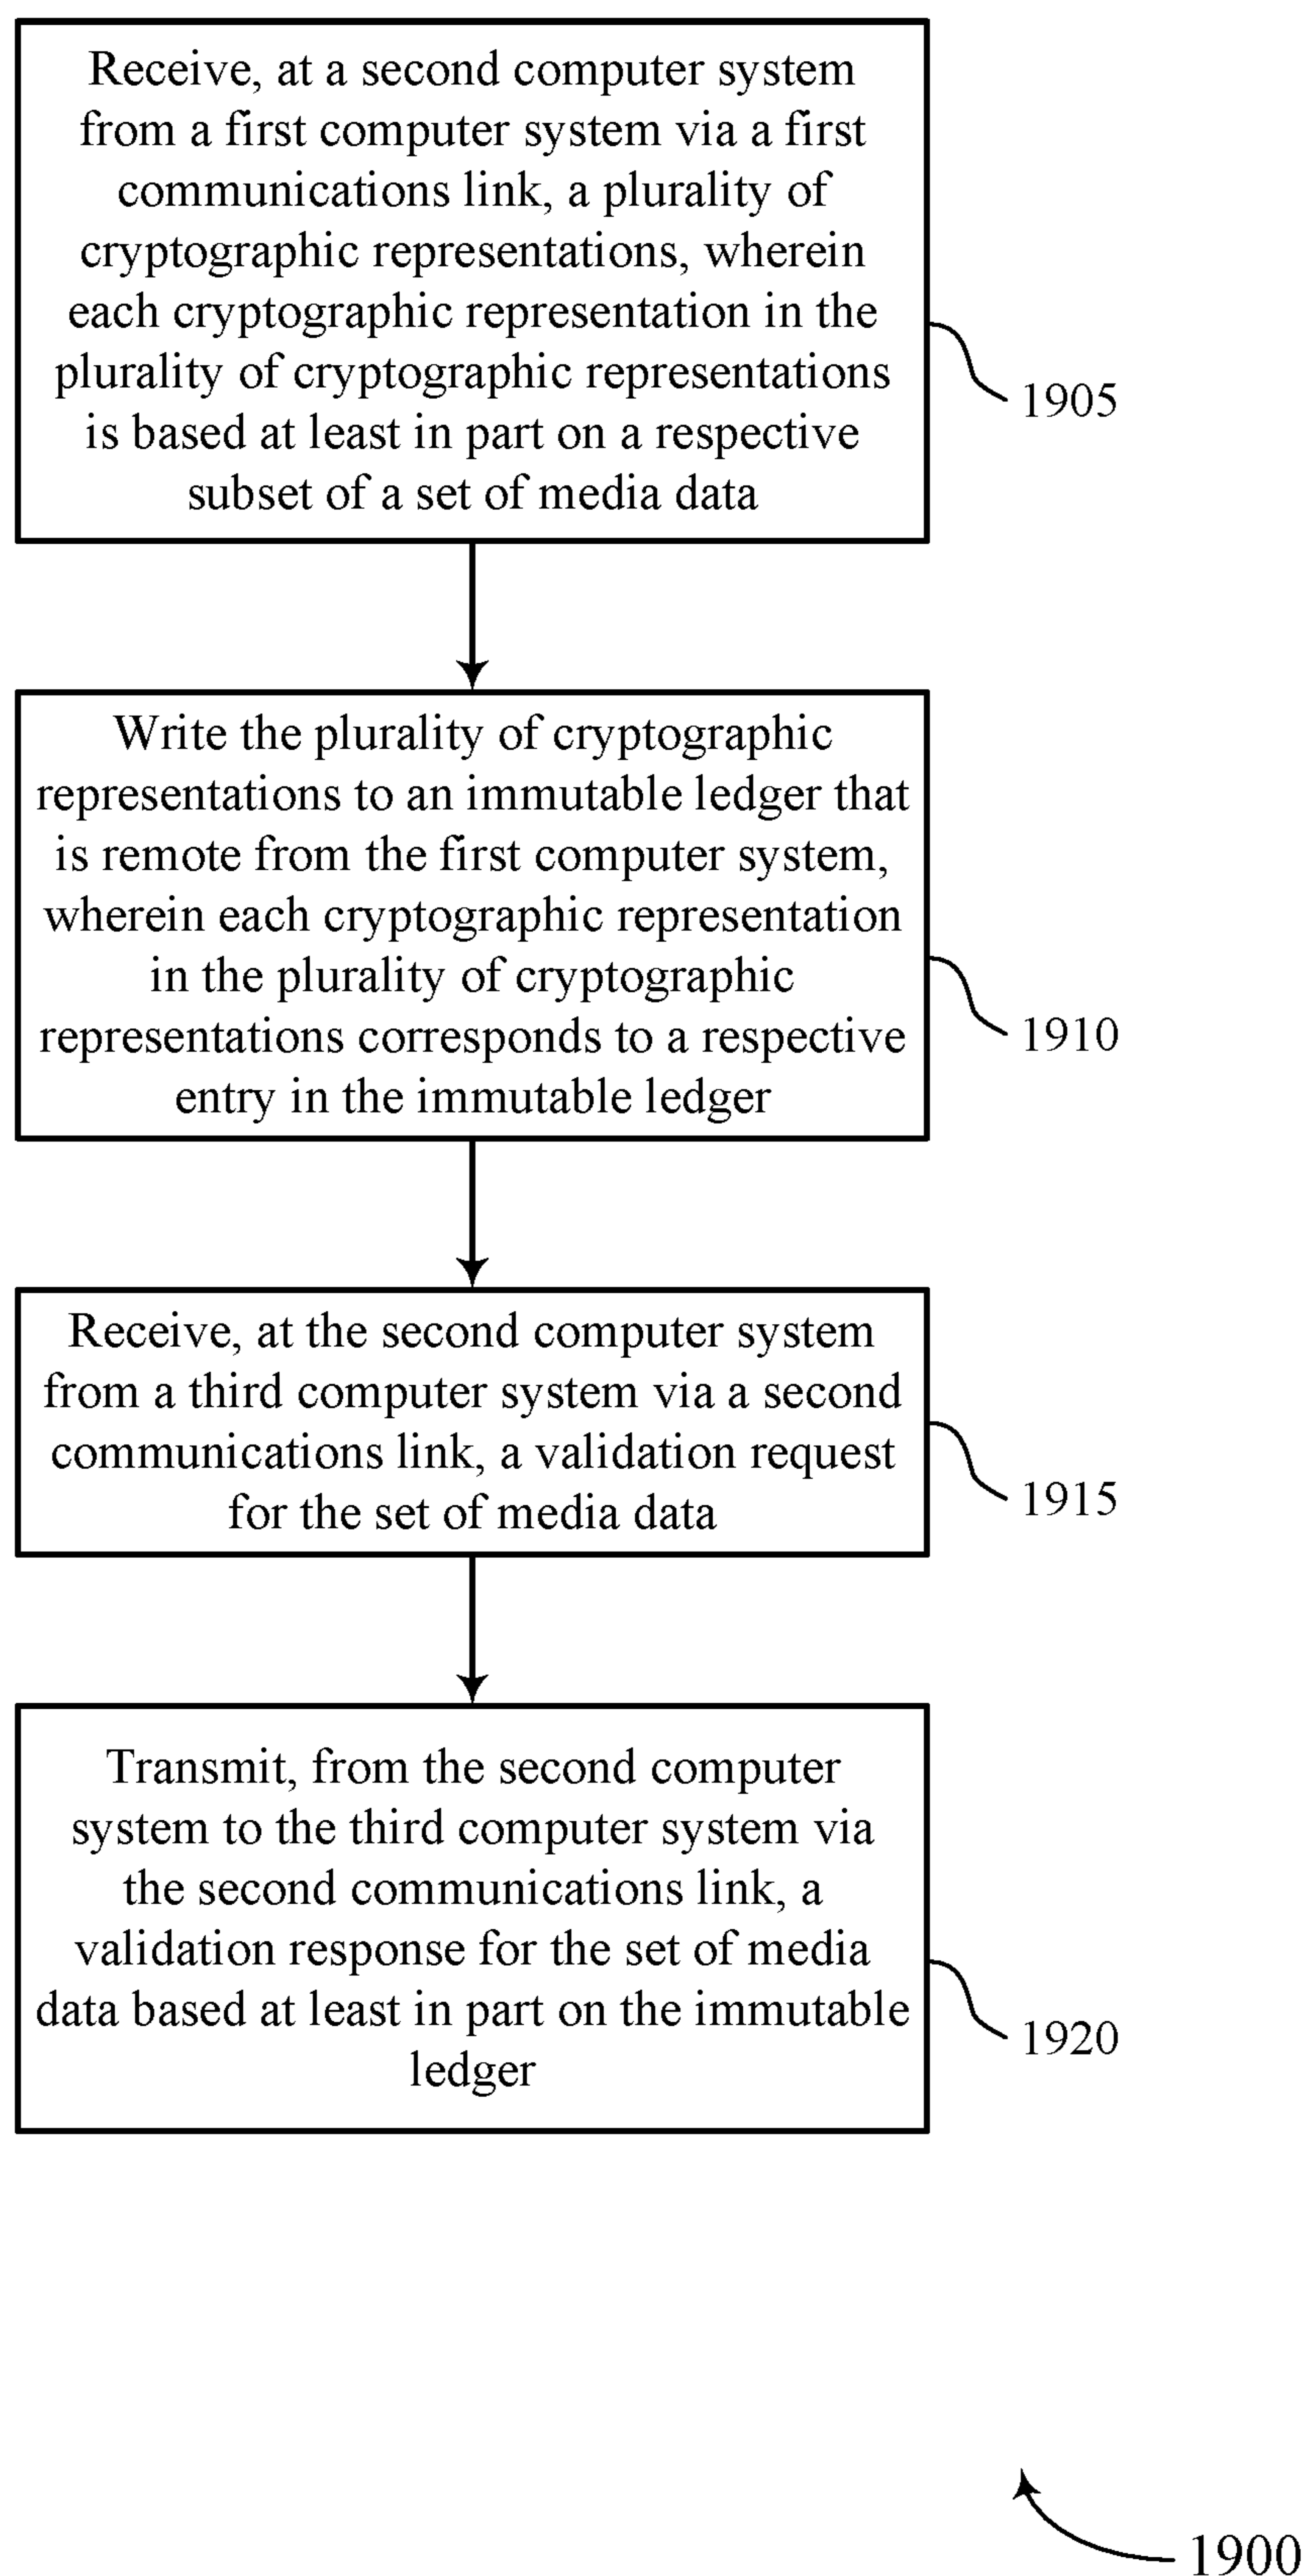 Receive, at a second computer system
from a first computer system via a first
communications link, a plurality of
cryptographic representations, wherein
each cryptographic representation in the
plurality of cryptographic representations
is based at least in part on a respective
subset of a set of media data
1905
Write the plurality of cryptographic
representations to an immutable ledger that
is remote from the first computer system,
wherein each cryptographic representation
in the plurality of cryptographic
representations corresponds to a respective
entry in the immutable ledger
1910
Receive, at the second computer system
from a third computer system via a second
communications link, a validation request
for the set of media data
1915
Transmit, from the second computer
system to the third computer system via
the second communications link, a
validation response for the set of media
data based at least in part on the immutable
ledger
1920
1900